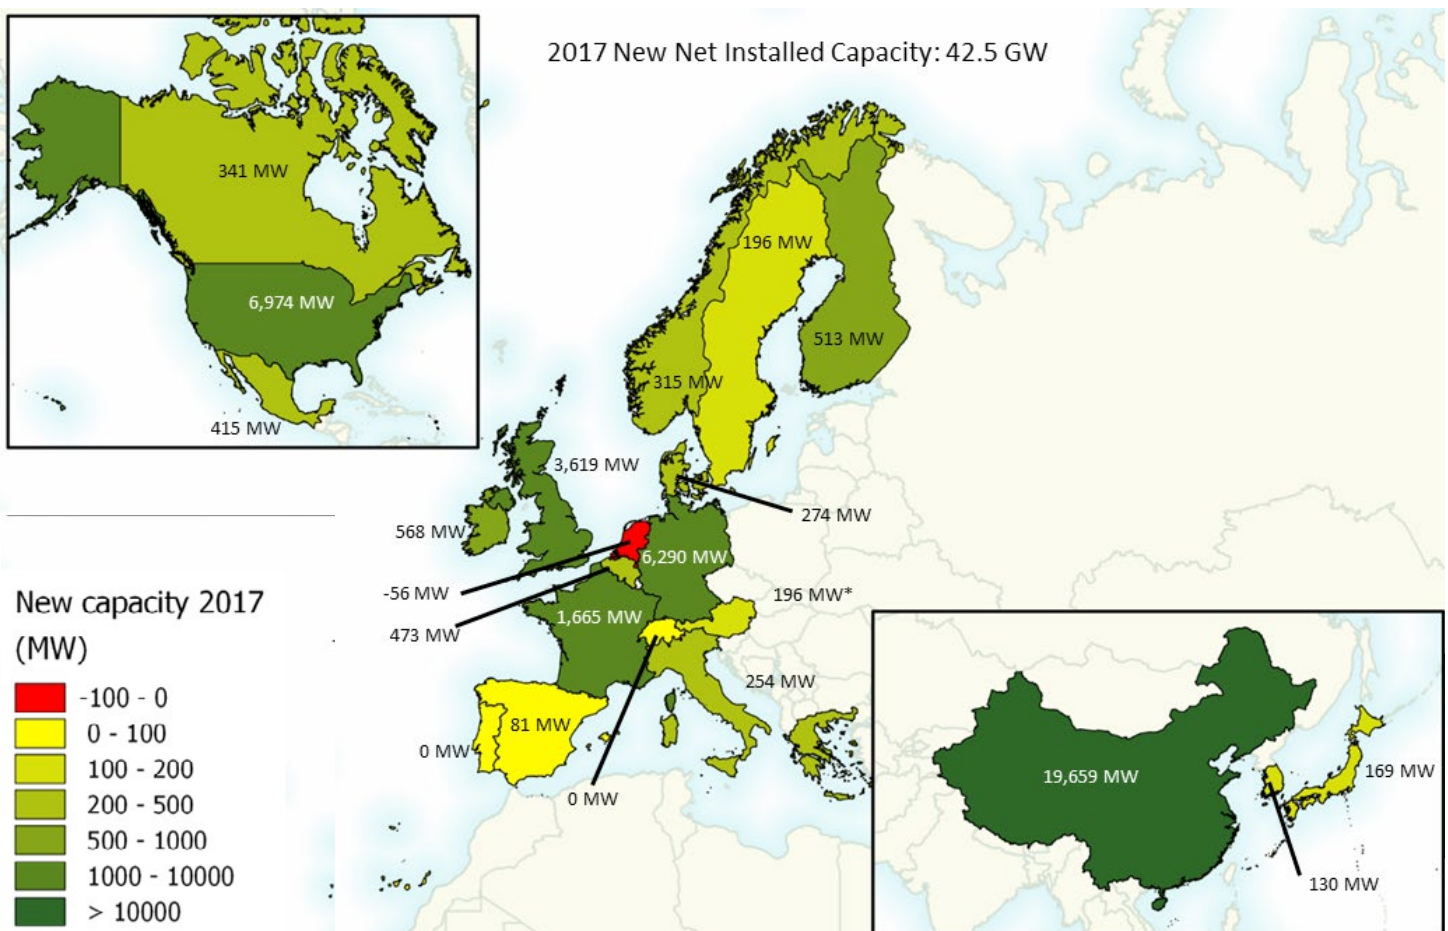 2017 New Net Installed Capacity: 42.5 GW
341 MW
6,974 MW
415 MW
196 MW
513 MW
315 MW
3,619 MW
274 MW
568 MW
6,290 MW
-56 MW
196 MW*
1,665 MW
473 MW
254 MW
81 MW
0 MW
0 MW
19,659 MW
169 MW
130 MW
New capacity 2017
(MW)
-100 - 0
0 - 100
100 - 200
200 - 500
500 - 1000
1000 - 10000
> 10000